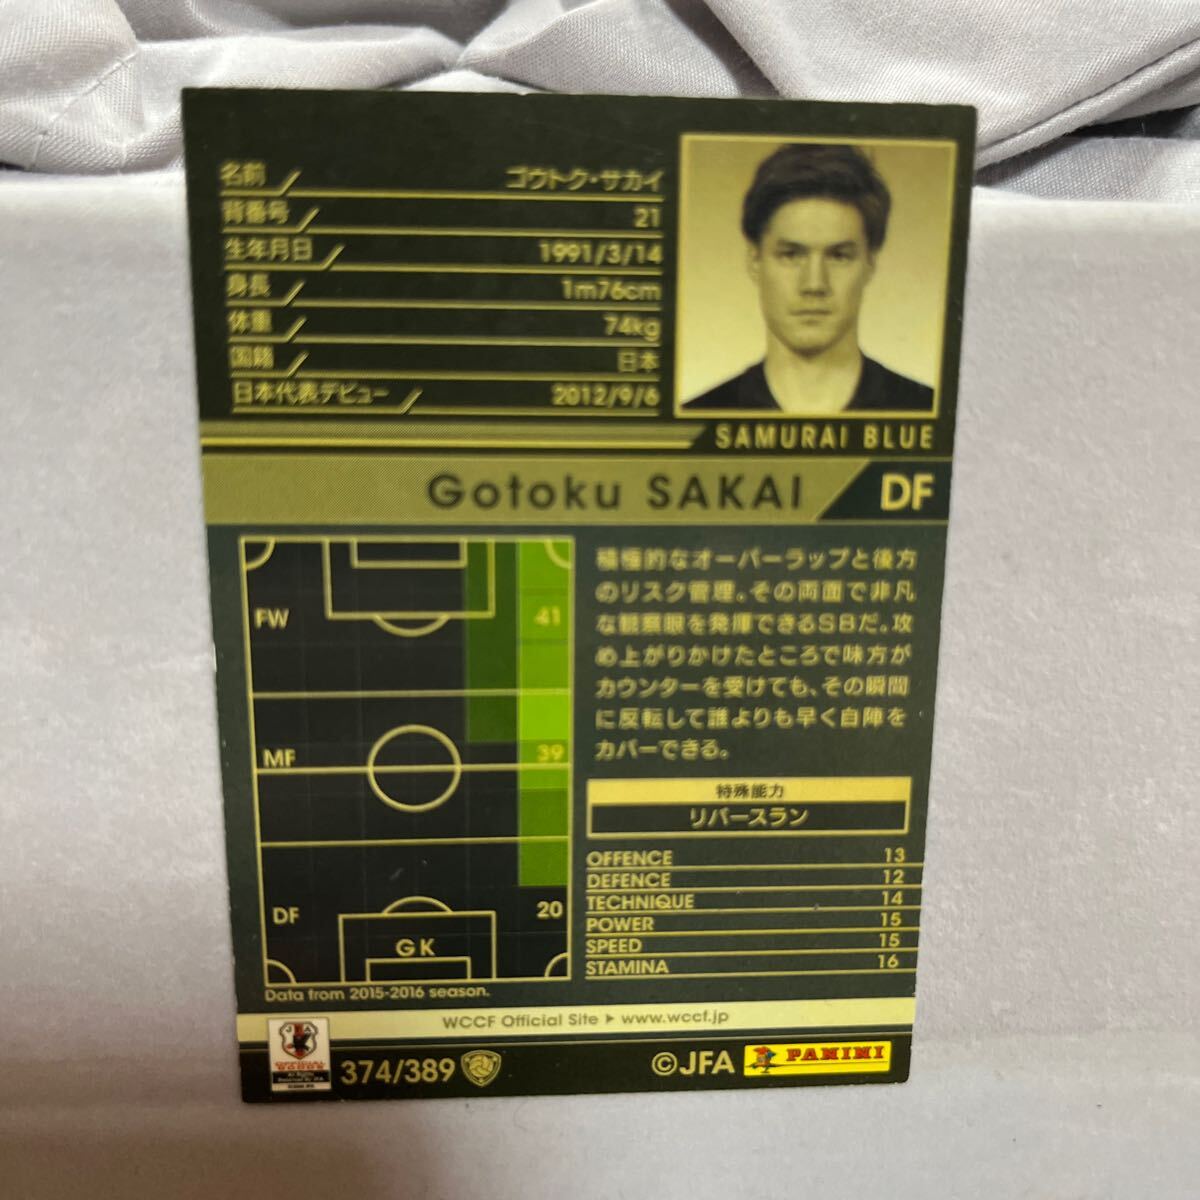 名前 ゴウトク・サカイ
背番号 21
生年月日 1991/3/14
身長 1m76cm
体重 74kg
国籍 日本
日本代表デビュー 2012/9/6
SAMURAI BLUE
Gotoku SAKAI DF
FW 41
MF 39
DF 20
GK
Data from 2015-2016 season.
積極的なオーバーラップと後方
のリスク管理。その両面で非凡
な観察眼を発揮できるSBだ。攻
め上がりかけたところで味方が
カウンターを受けても、その瞬間
に反転して誰よりも早く自陣を
カバーできる。
特殊能力
リバースラン
OFFENCE 13
DEFENCE 12
TECHNIQUE 14
POWER 15
SPEED 15
STAMINA 16
WCCF Official Site ▶ www.wccf.jp
JFA
OFFICIAL
GOODS
374/389
©JFA PANINI